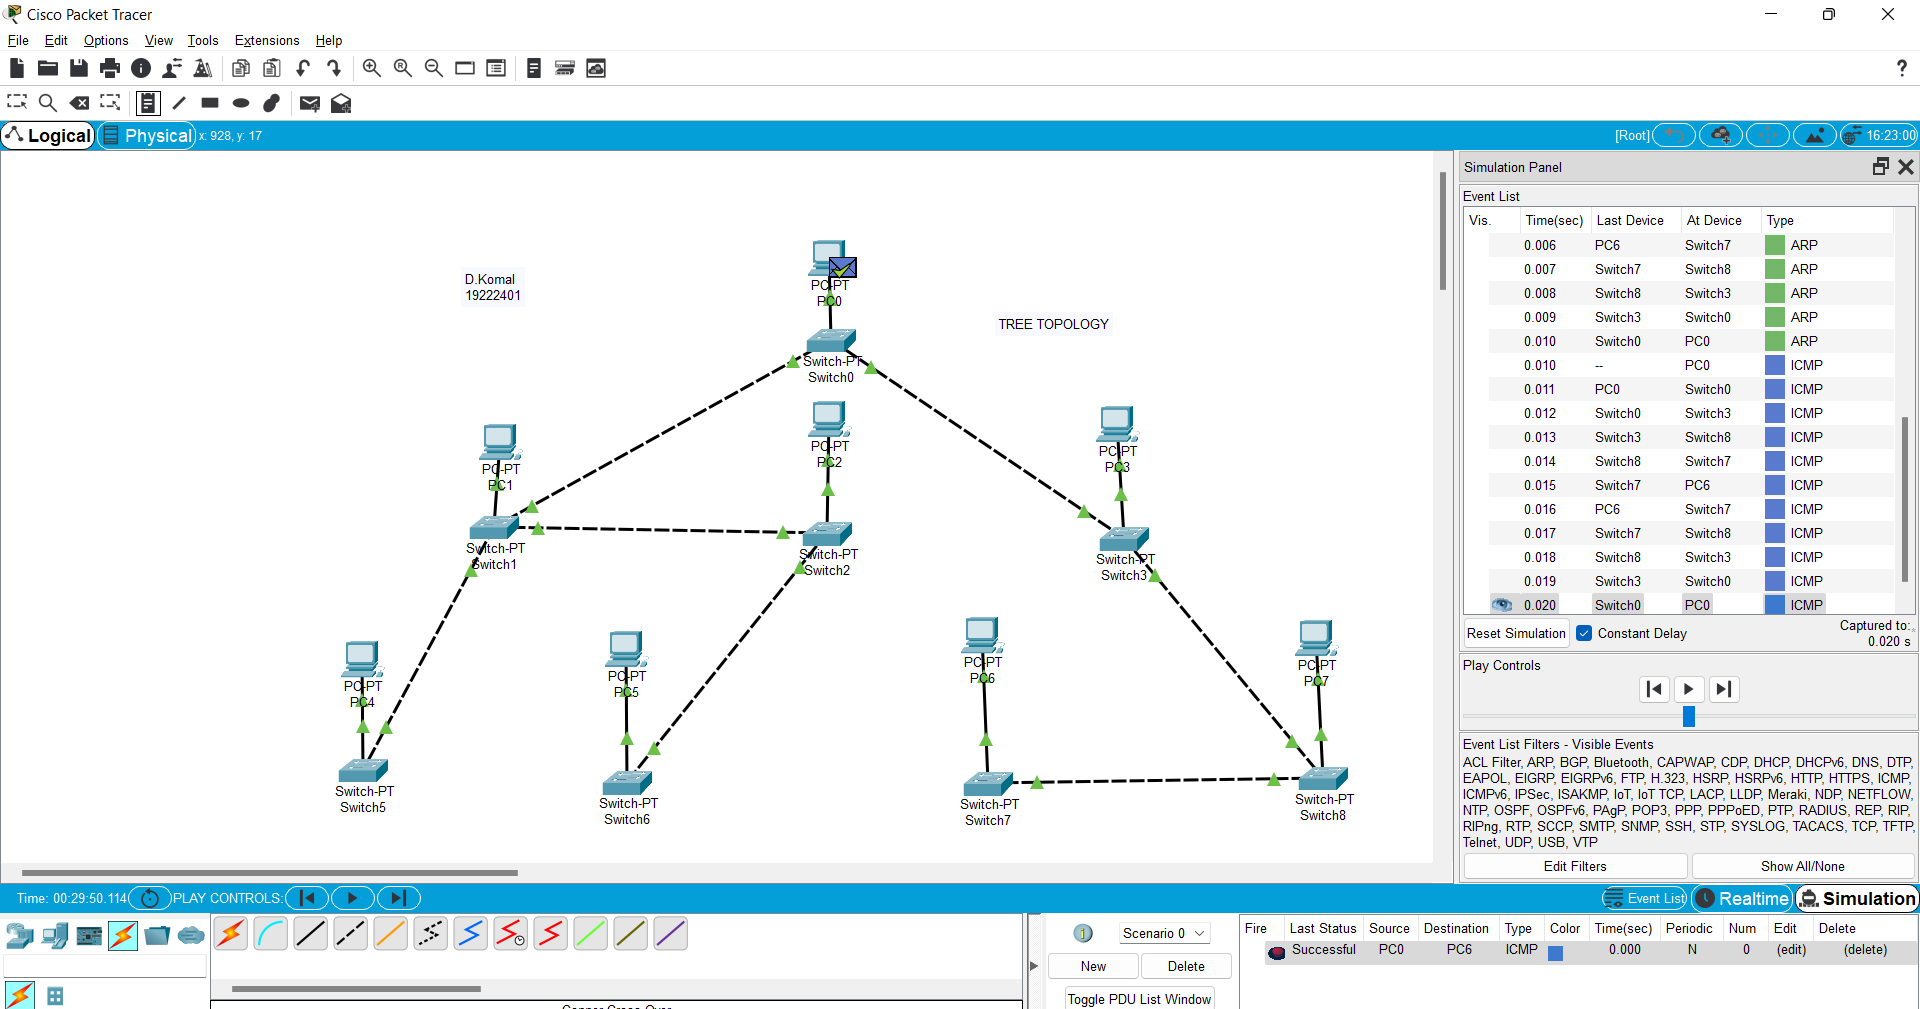 Cisco Packet Tracer
File Edit Options View Tools Extensions Help
Logical Physical x: 928, y: 17 [Root] 16:23:00
D.Komal
19222401
TREE TOPOLOGY
PC-PT
PC0
Switch-PT
Switch0
PC-PT
PC1
Switch-PT
Switch1
PC-PT
PC2
Switch-PT
Switch2
PC-PT
PC3
Switch-PT
Switch3
PC-PT
PC4
Switch-PT
Switch5
PC-PT
PC5
Switch-PT
Switch6
PC-PT
PC6
Switch-PT
Switch7
PC-PT
PC7
Switch-PT
Switch8
Simulation Panel
Event List
Vis. Time(sec) Last Device At Device Type
0.006 PC6 Switch7 ARP
0.007 Switch7 Switch8 ARP
0.008 Switch8 Switch3 ARP
0.009 Switch3 Switch0 ARP
0.010 Switch0 PC0 ARP
0.010 -- PC0 ICMP
0.011 PC0 Switch0 ICMP
0.012 Switch0 Switch3 ICMP
0.013 Switch3 Switch8 ICMP
0.014 Switch8 Switch7 ICMP
0.015 Switch7 PC6 ICMP
0.016 PC6 Switch7 ICMP
0.017 Switch7 Switch8 ICMP
0.018 Switch8 Switch3 ICMP
0.019 Switch3 Switch0 ICMP
0.020 Switch0 PC0 ICMP
Reset Simulation Constant Delay Captured to:
0.020 s
Play Controls
Event List Filters - Visible Events
ACL Filter, ARP, BGP, Bluetooth, CAPWAP, CDP, DHCP, DHCPv6, DNS, DTP,
EAPOL, EIGRP, EIGRPv6, FTP, H.323, HSRP, HSRPv6, HTTP, HTTPS, ICMP,
ICMPv6, IPSec, ISAKMP, IoT, IoT TCP, LACP, LLDP, Meraki, NDP, NETFLOW,
NTP, OSPF, OSPFv6, PAgP, POP3, PPP, PPPoED, PTP, RADIUS, REP, RIP,
RIPng, RTP, SCCP, SMTP, SNMP, SSH, STP, SYSLOG, TACACS, TCP, TFTP,
Telnet, UDP, USB, VTP
Edit Filters Show All/None
Time: 00:29:50.114 PLAY CONTROLS: Event List Realtime Simulation
Scenario 0
New Delete
Toggle PDU List Window
Fire Last Status Source Destination Type Color Time(sec) Periodic Num Edit Delete
Successful PC0 PC6 ICMP 0.000 N 0 (edit) (delete)